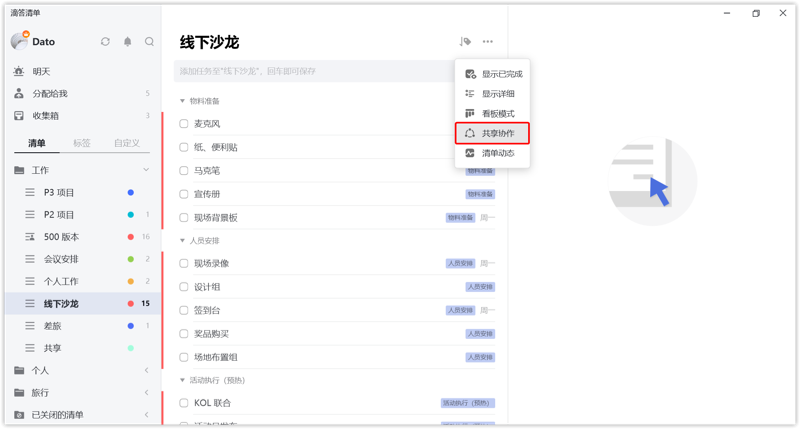 滴答清单
Dato
明天
分配给我 5
收集箱 3
清单 标签 自定义
工作
P3 项目
P2 项目 1
500 版本 16
会议安排 2
个人工作 2
线下沙龙 15
差旅 1
共享
个人
旅行
已关闭的清单
线下沙龙
添加任务至“线下沙龙”，回车即可保存
显示已完成
显示详细
看板模式
共享协作
清单动态
物料准备
麦克风
纸、便利贴
马克笔 物料准备
宣传册 物料准备
现场背景板 物料准备 周一
人员安排
现场录像 人员安排 周一
设计组 人员安排
签到台 人员安排 周一
奖品购买 人员安排
场地布置组 人员安排
活动执行（预热）
KOL 联合 活动执行（预热）